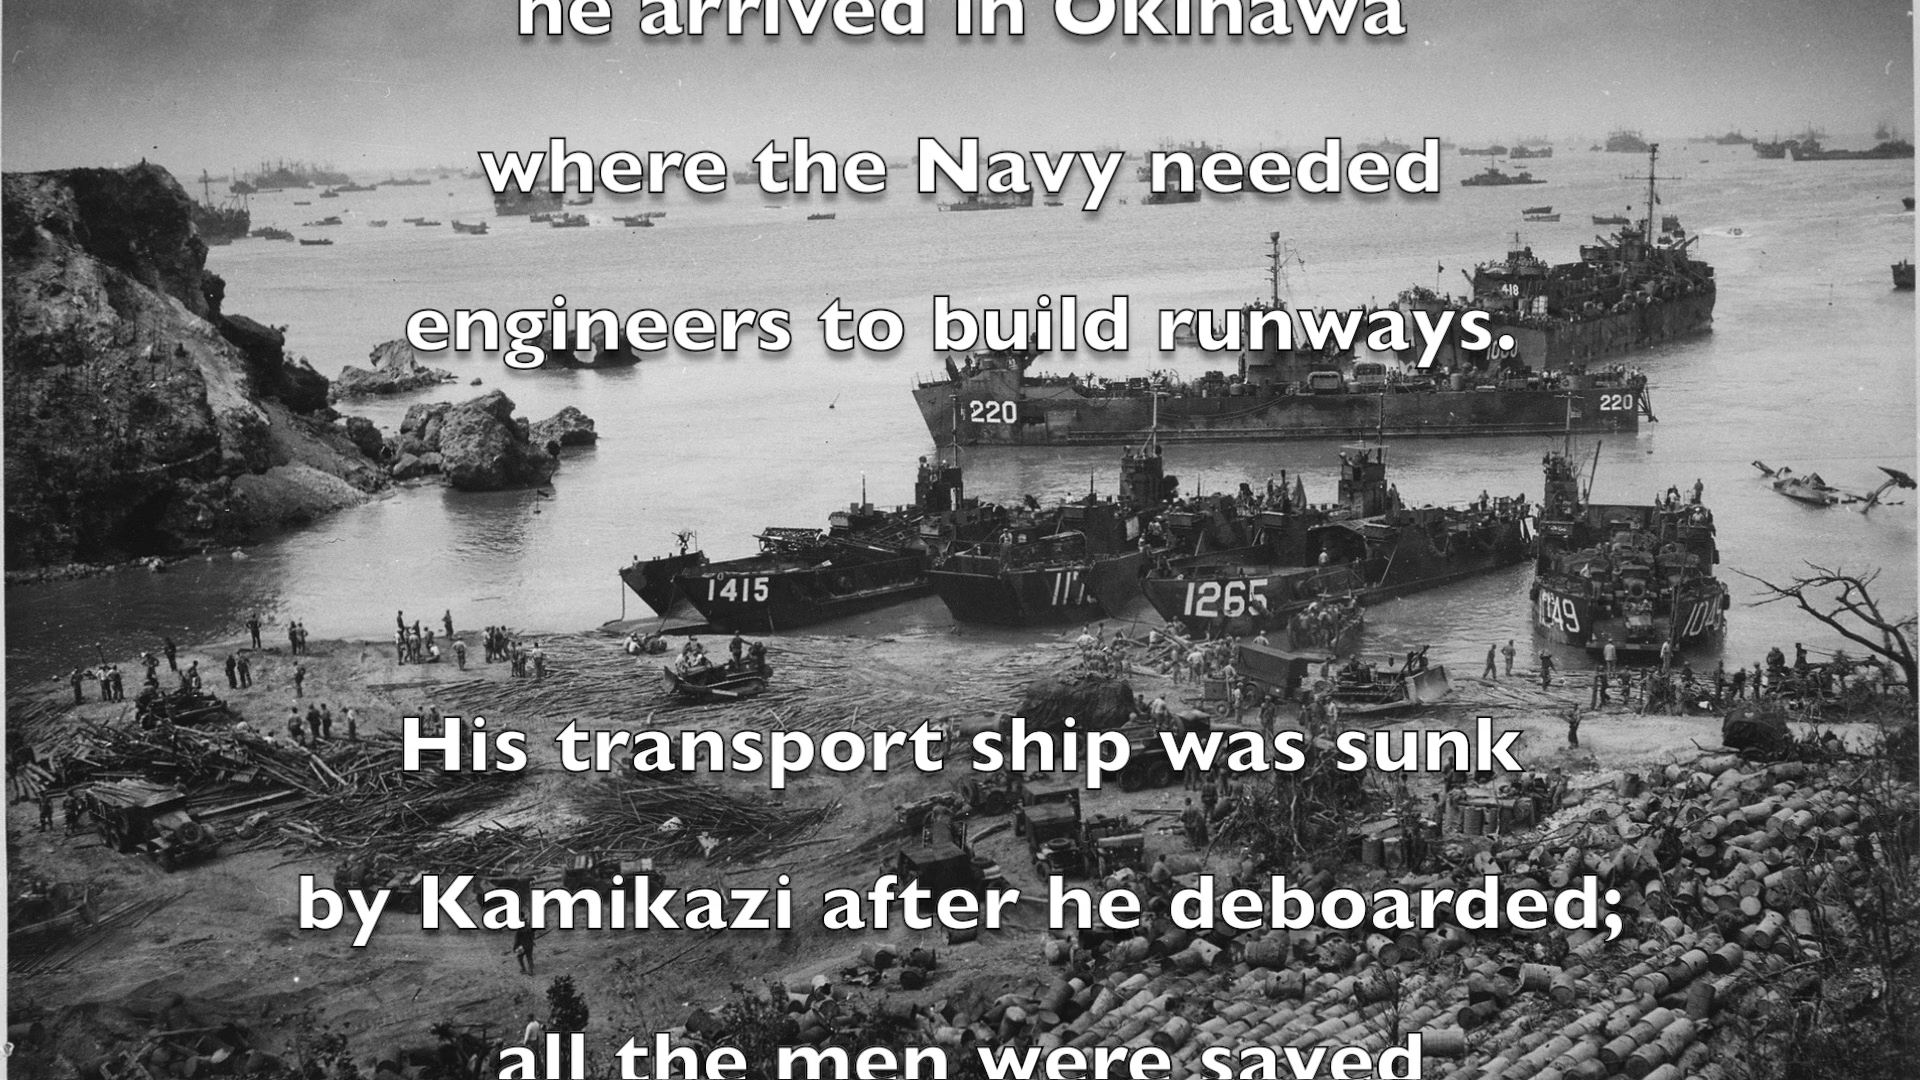 he arrived in Okinawa
where the Navy needed
engineers to build runways.
418
220
220
1415
1265
1049
His transport ship was sunk
by Kamikazi after he deboarded;
all the men were saved